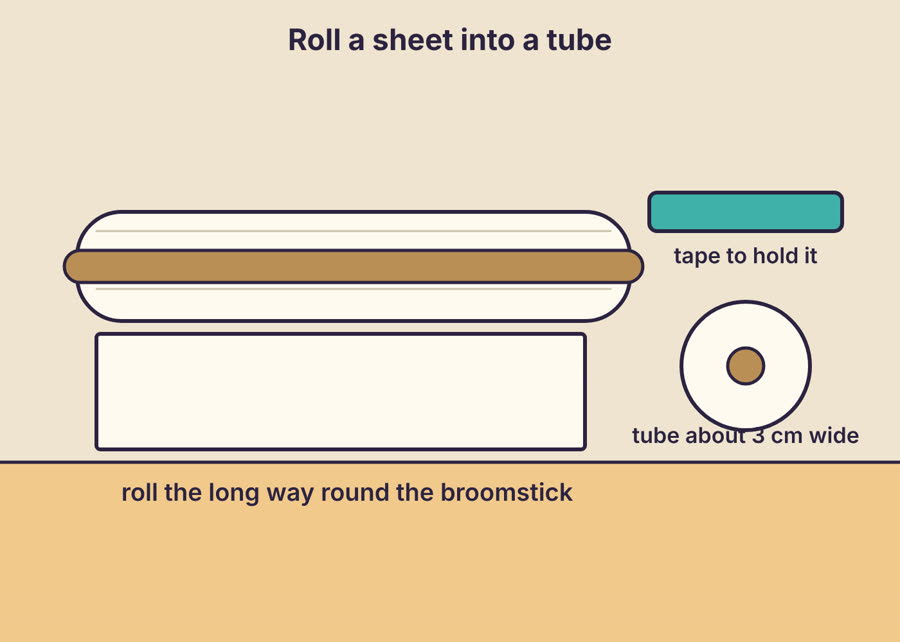 Roll a sheet into a tube
tape to hold it
tube about 3 cm wide
roll the long way round the broomstick